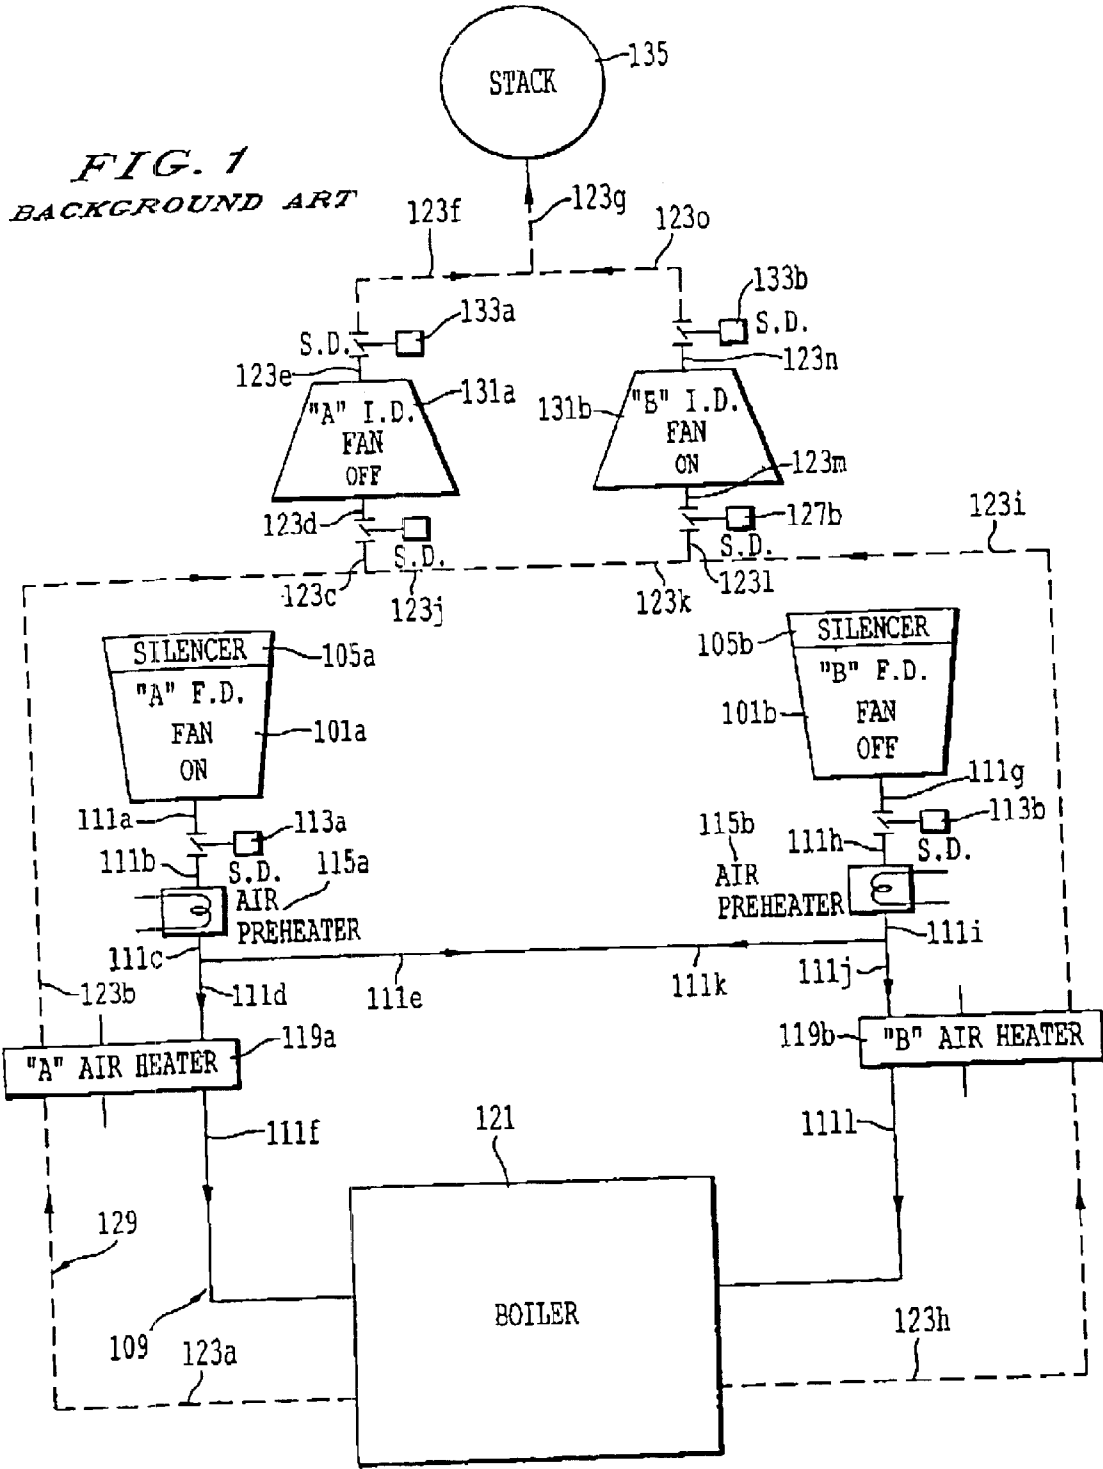 135
STACK
FIG. 1
BACKGROUND ART
123f
123g
123o
133a
133b
S.D.
S.D.
123e
123n
131a
131b
"A" I.D.
FAN
OFF
"B" I.D.
FAN
ON
123m
123d
127b
123i
S.D.
S.D.
123c
123j
123k
123l
SILENCER
105a
"A" F.D.
FAN
ON
101a
105b
SILENCER
"B" F.D.
FAN
OFF
101b
111a
113a
111b
S.D.
115a
AIR
PREHEATER
111g
113b
115b
111h
S.D.
AIR
PREHEATER
111c
111i
123b
111d
111e
111k
111j
119a
"A" AIR HEATER
119b
"B" AIR HEATER
111f
121
111l
129
109
BOILER
123a
123h